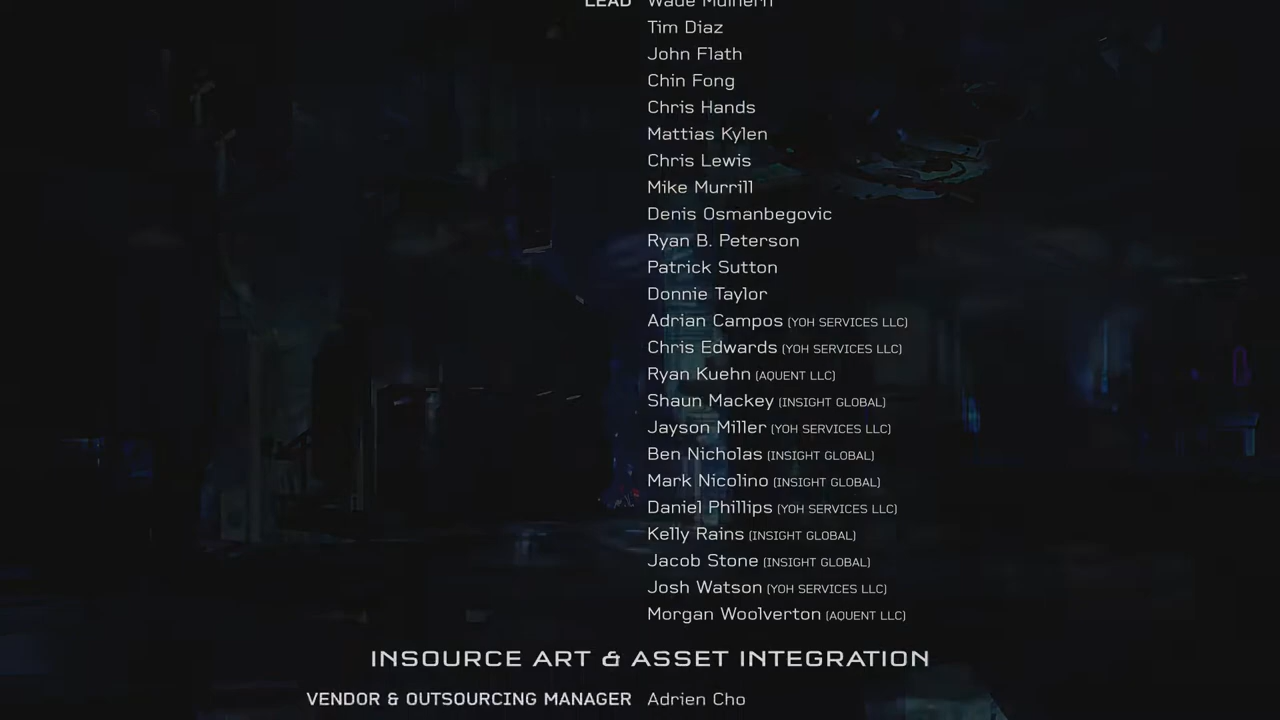 LEAD Wade Mulhern
Tim Diaz
John Flath
Chin Fong
Chris Hands
Mattias Kylen
Chris Lewis
Mike Murrill
Denis Osmanbegovic
Ryan B. Peterson
Patrick Sutton
Donnie Taylor
Adrian Campos (YOH SERVICES LLC)
Chris Edwards (YOH SERVICES LLC)
Ryan Kuehn (AQUENT LLC)
Shaun Mackey (INSIGHT GLOBAL)
Jayson Miller (YOH SERVICES LLC)
Ben Nicholas (INSIGHT GLOBAL)
Mark Nicolino (INSIGHT GLOBAL)
Daniel Phillips (YOH SERVICES LLC)
Kelly Rains (INSIGHT GLOBAL)
Jacob Stone (INSIGHT GLOBAL)
Josh Watson (YOH SERVICES LLC)
Morgan Woolverton (AQUENT LLC)
INSOURCE ART & ASSET INTEGRATION
VENDOR & OUTSOURCING MANAGER Adrien Cho